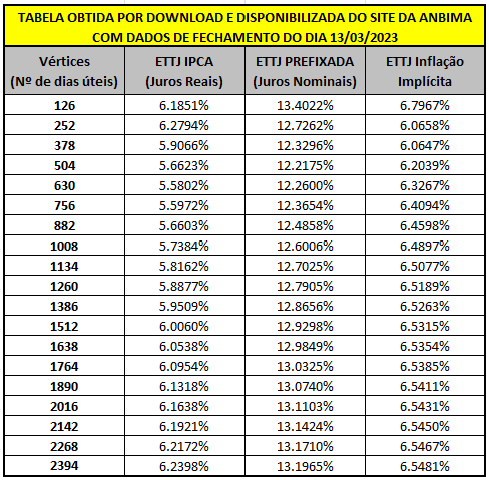 TABELA OBTIDA POR DOWNLOAD E DISPONIBILIZADA DO SITE DA ANBIMA
COM DADOS DE FECHAMENTO DO DIA 13/03/2023
Vértices ETTJ IPCA ETTJ PREFIXADA ETTJ Inflação
(Nº de dias úteis) (Juros Reais) (Juros Nominais) Implícita
126 6.1851% 13.4022% 6.7967%
252 6.2794% 12.7262% 6.0658%
378 5.9066% 12.3296% 6.0647%
504 5.6623% 12.2175% 6.2039%
630 5.5802% 12.2600% 6.3267%
756 5.5972% 12.3654% 6.4094%
882 5.6603% 12.4858% 6.4598%
1008 5.7384% 12.6006% 6.4897%
1134 5.8162% 12.7025% 6.5077%
1260 5.8877% 12.7905% 6.5189%
1386 5.9509% 12.8656% 6.5263%
1512 6.0060% 12.9298% 6.5315%
1638 6.0538% 12.9849% 6.5354%
1764 6.0954% 13.0325% 6.5385%
1890 6.1318% 13.0740% 6.5411%
2016 6.1638% 13.1103% 6.5431%
2142 6.1921% 13.1424% 6.5450%
2268 6.2172% 13.1710% 6.5467%
2394 6.2398% 13.1965% 6.5481%